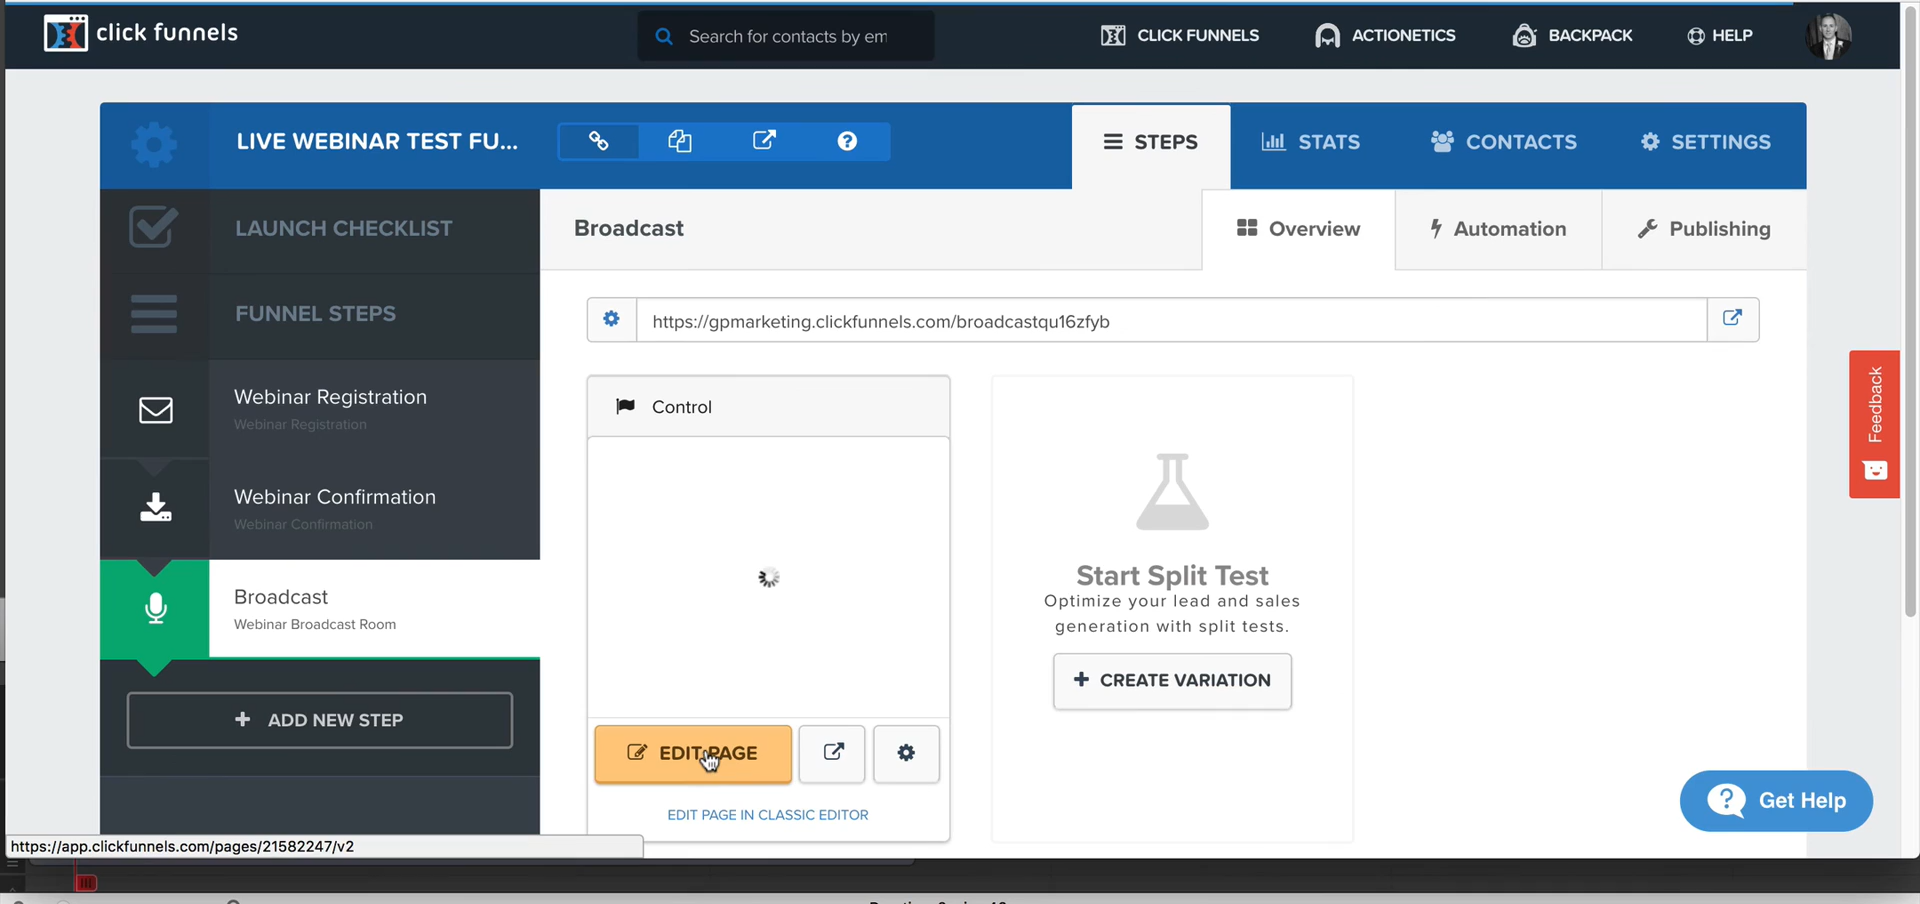 click funnels
Search for contacts by em
CLICK FUNNELS
ACTIONETICS
BACKPACK
HELP
LIVE WEBINAR TEST FU...
STEPS
STATS
CONTACTS
SETTINGS
LAUNCH CHECKLIST
Broadcast
Overview
Automation
Publishing
FUNNEL STEPS
https://gpmarketing.clickfunnels.com/broadcastqu16zfyb
Webinar Registration
Webinar Registration
Control
Feedback
Webinar Confirmation
Webinar Confirmation
Start Split Test
Optimize your lead and sales
generation with split tests.
Broadcast
Webinar Broadcast Room
+ CREATE VARIATION
+ ADD NEW STEP
EDIT PAGE
EDIT PAGE IN CLASSIC EDITOR
Get Help
https://app.clickfunnels.com/pages/21582247/v2